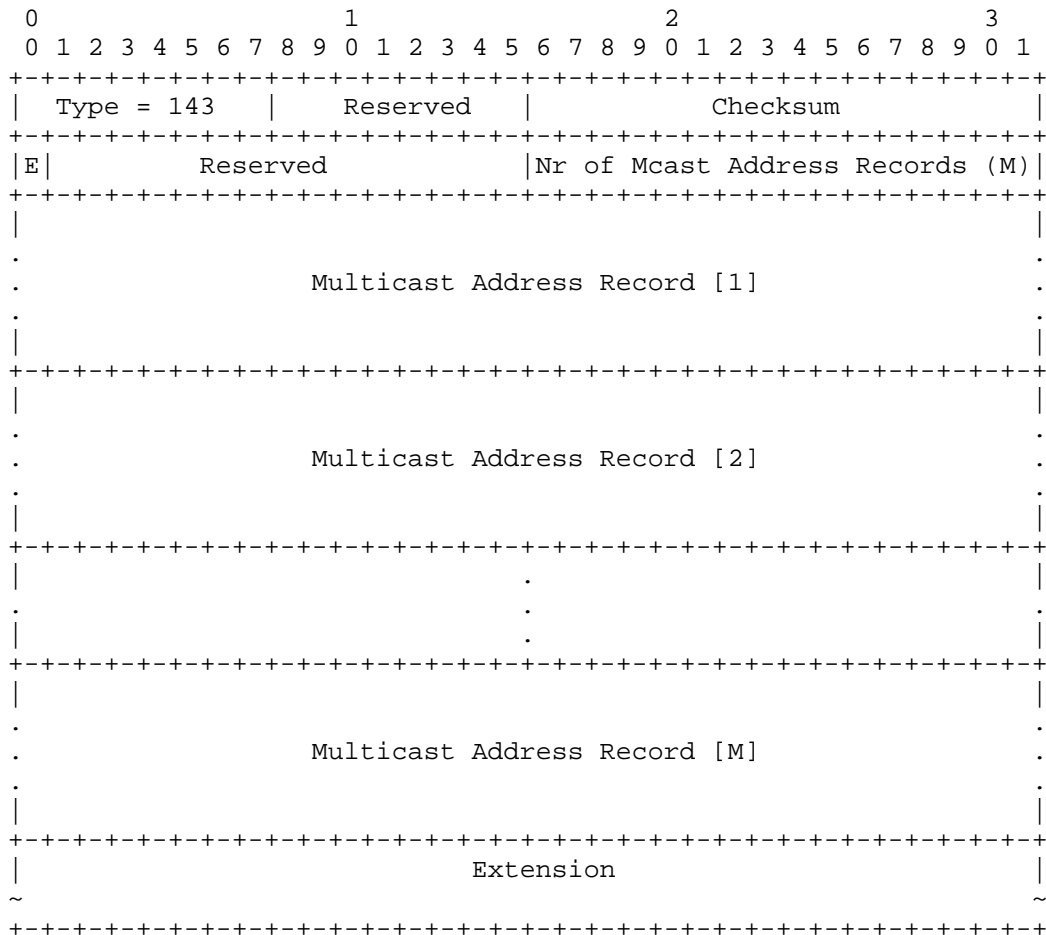 0                   1                   2                   3
 0 1 2 3 4 5 6 7 8 9 0 1 2 3 4 5 6 7 8 9 0 1 2 3 4 5 6 7 8 9 0 1
+-+-+-+-+-+-+-+-+-+-+-+-+-+-+-+-+-+-+-+-+-+-+-+-+-+-+-+-+-+-+-+-+
|  Type = 143   |    Reserved   |           Checksum            |
+-+-+-+-+-+-+-+-+-+-+-+-+-+-+-+-+-+-+-+-+-+-+-+-+-+-+-+-+-+-+-+-+
|E|         Reserved            |Nr of Mcast Address Records (M)|
+-+-+-+-+-+-+-+-+-+-+-+-+-+-+-+-+-+-+-+-+-+-+-+-+-+-+-+-+-+-+-+-+
|                                                               |
.                                                               .
.                  Multicast Address Record [1]                 .
.                                                               .
|                                                               |
+-+-+-+-+-+-+-+-+-+-+-+-+-+-+-+-+-+-+-+-+-+-+-+-+-+-+-+-+-+-+-+-+
|                                                               |
.                                                               .
.                  Multicast Address Record [2]                 .
.                                                               .
|                                                               |
+-+-+-+-+-+-+-+-+-+-+-+-+-+-+-+-+-+-+-+-+-+-+-+-+-+-+-+-+-+-+-+-+
|                               .                               |
.                               .                               .
|                               .                               |
+-+-+-+-+-+-+-+-+-+-+-+-+-+-+-+-+-+-+-+-+-+-+-+-+-+-+-+-+-+-+-+-+
|                                                               |
.                                                               .
.                  Multicast Address Record [M]                 .
.                                                               .
|                                                               |
+-+-+-+-+-+-+-+-+-+-+-+-+-+-+-+-+-+-+-+-+-+-+-+-+-+-+-+-+-+-+-+-+
|                            Extension                          |
~                                                               ~
+-+-+-+-+-+-+-+-+-+-+-+-+-+-+-+-+-+-+-+-+-+-+-+-+-+-+-+-+-+-+-+-+